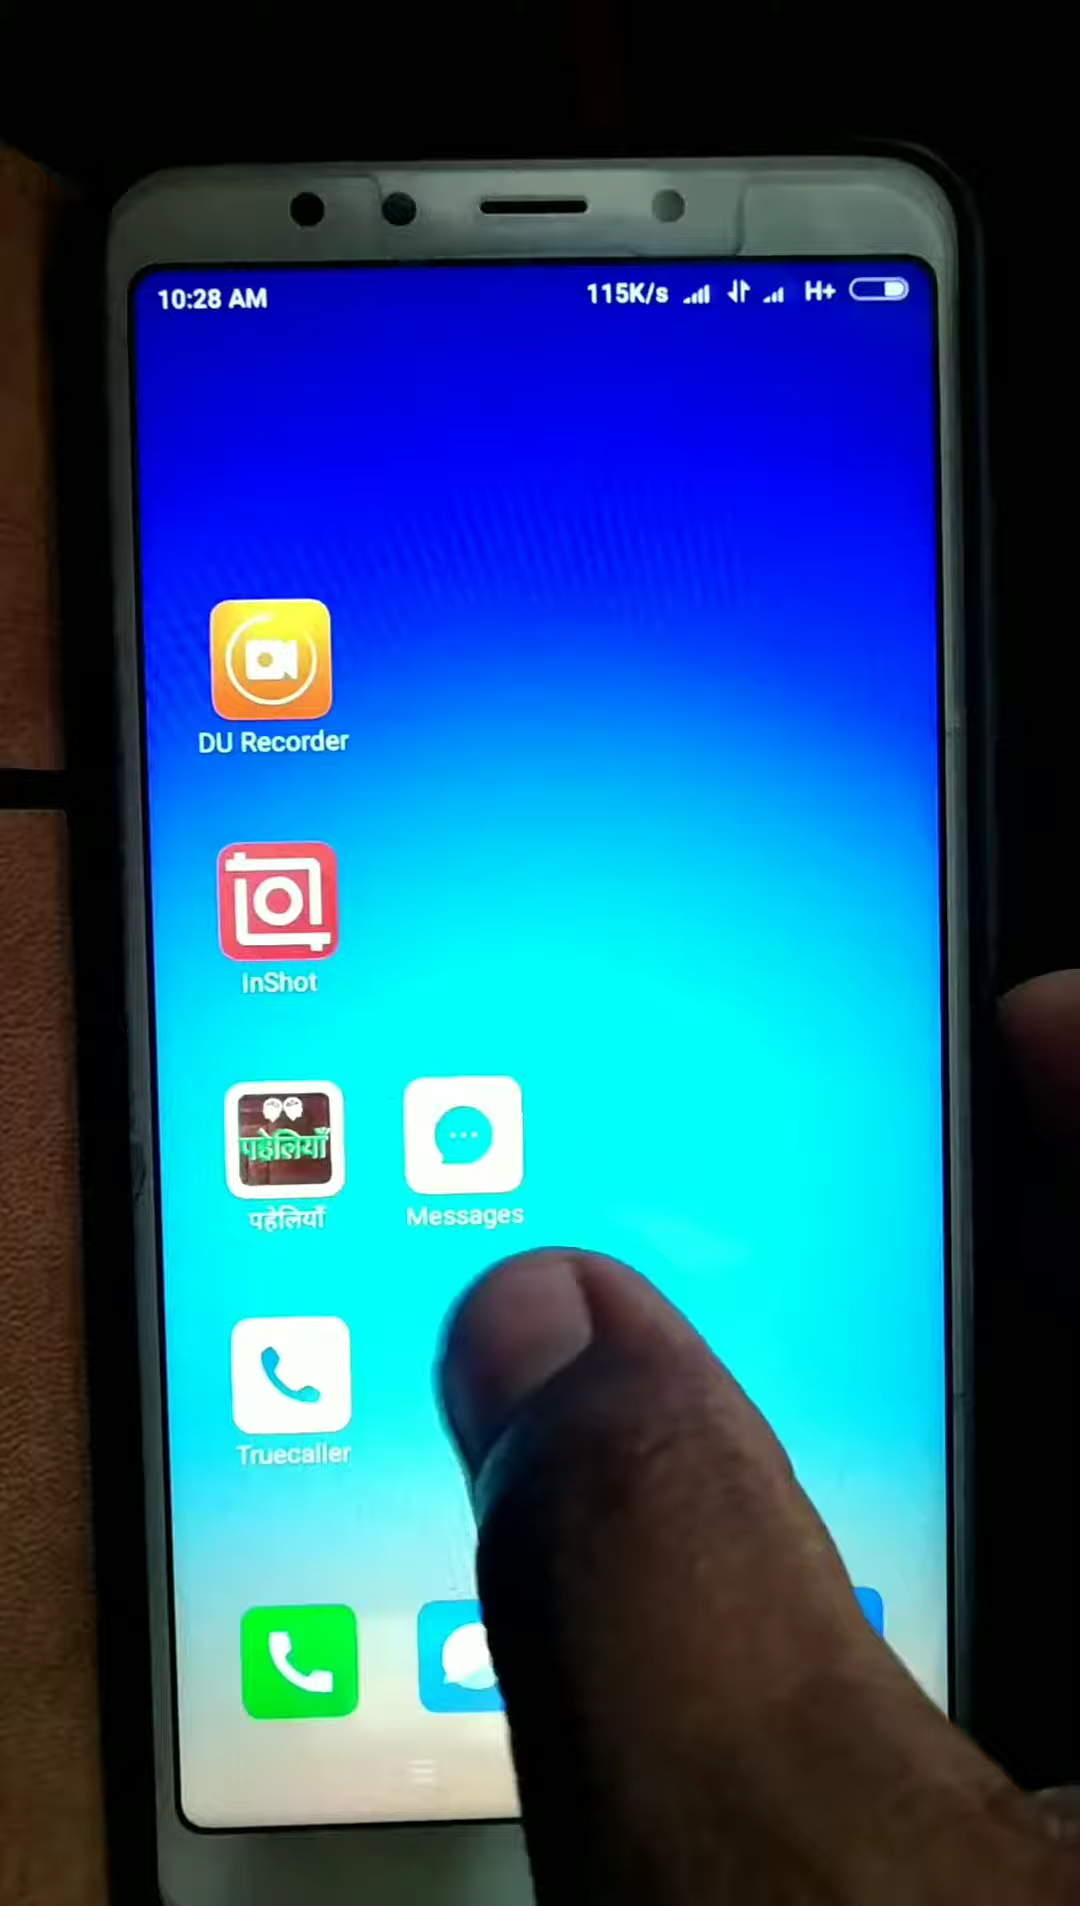 10:28 AM 115K/s H+
DU Recorder
InShot
पहेलियाँ
पहेलियाँ Messages
Truecaller